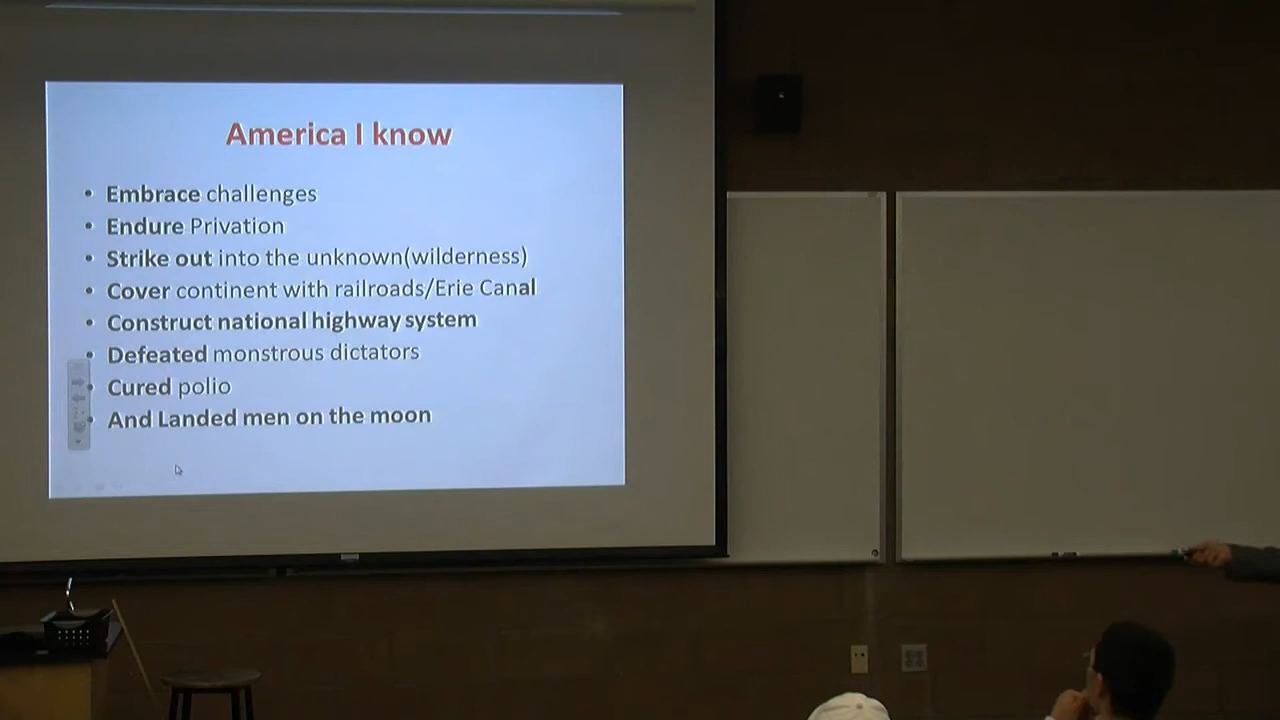 America I know
• Embrace challenges
• Endure Privation
• Strike out into the unknown(wilderness)
• Cover continent with railroads/Erie Canal
• Construct national highway system
• Defeated monstrous dictators
• Cured polio
• And Landed men on the moon